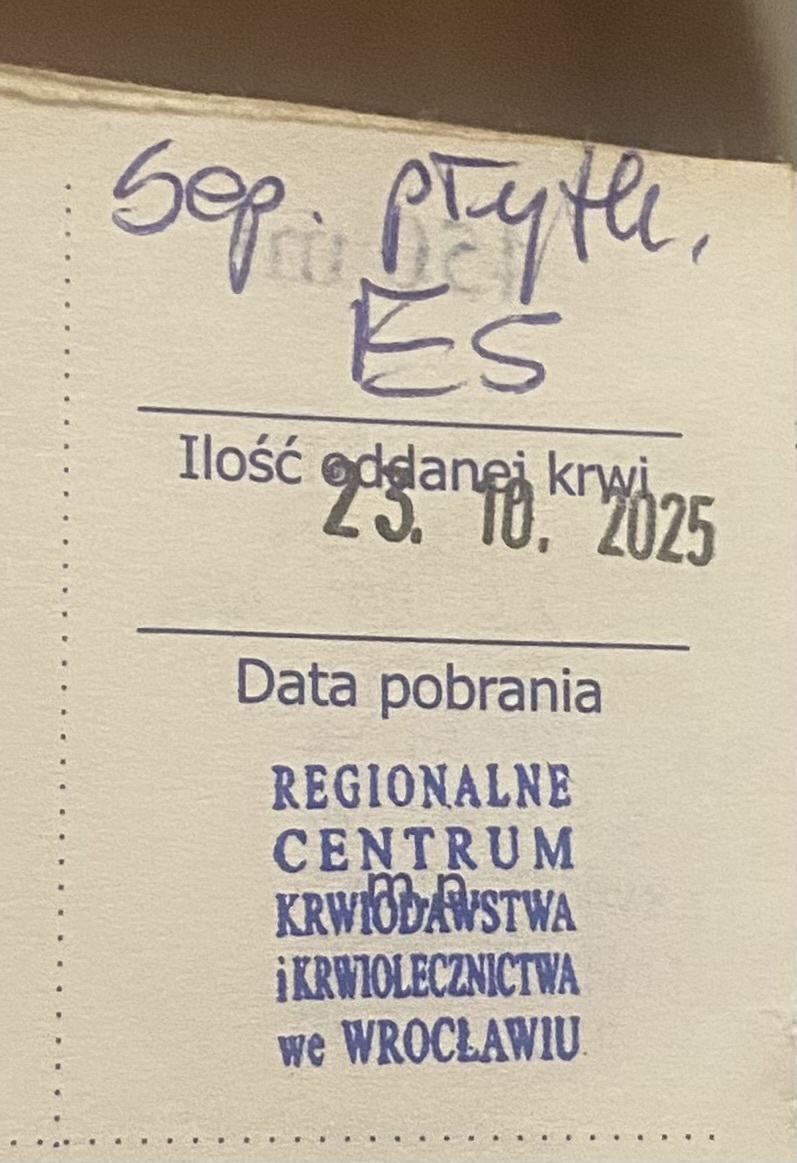 Sep. płytk.
ES
Ilość oddanej krwi
23. 10. 2025
Data pobrania
REGIONALNE
CENTRUM
m.p.
KRWIODAWSTWA
i KRWIOLECZNICTWA
we WROCŁAWIU